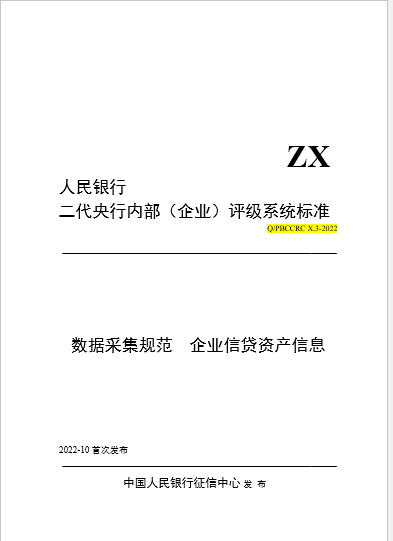 ZX
人民银行
二代央行内部（企业）评级系统标准
Q/PBCCRC X.3-2022
数据采集规范　企业信贷资产信息
2022-10 首次发布
中国人民银行征信中心 发 布